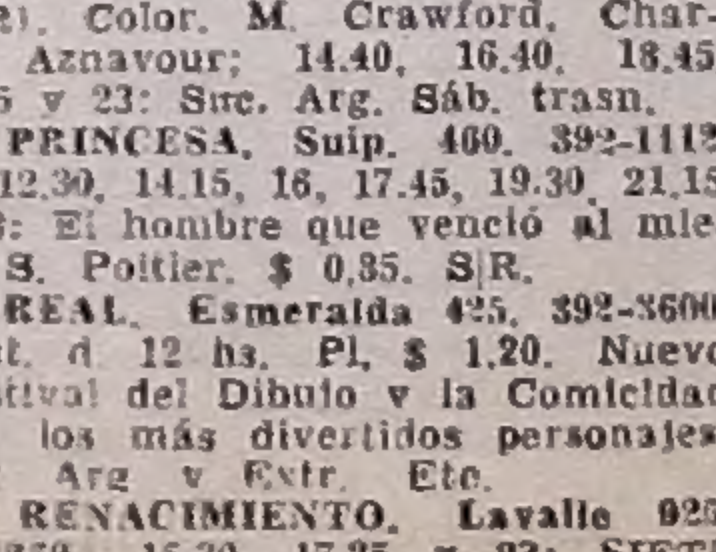 Color. M. Crawford. Char-
Aznavour; 14.40, 16.40, 18.45
y 23: Suc. Arg. Sáb. trasn.
PRINCESA, Suip. 460. 392-1112
12.30, 14.15, 16, 17.45, 19.30, 21.15
El hombre que venció al mie-
S. Poitier. $ 0,85. S|R.
REAL. Esmeralda 425, 392-3600
d. 12 hs. Pl. $ 1,20. Nuevo
del Dibujo y la Comicidad
los más divertidos personajes
Arg y Extr. Etc.
RENACIMIENTO. Lavalle 925